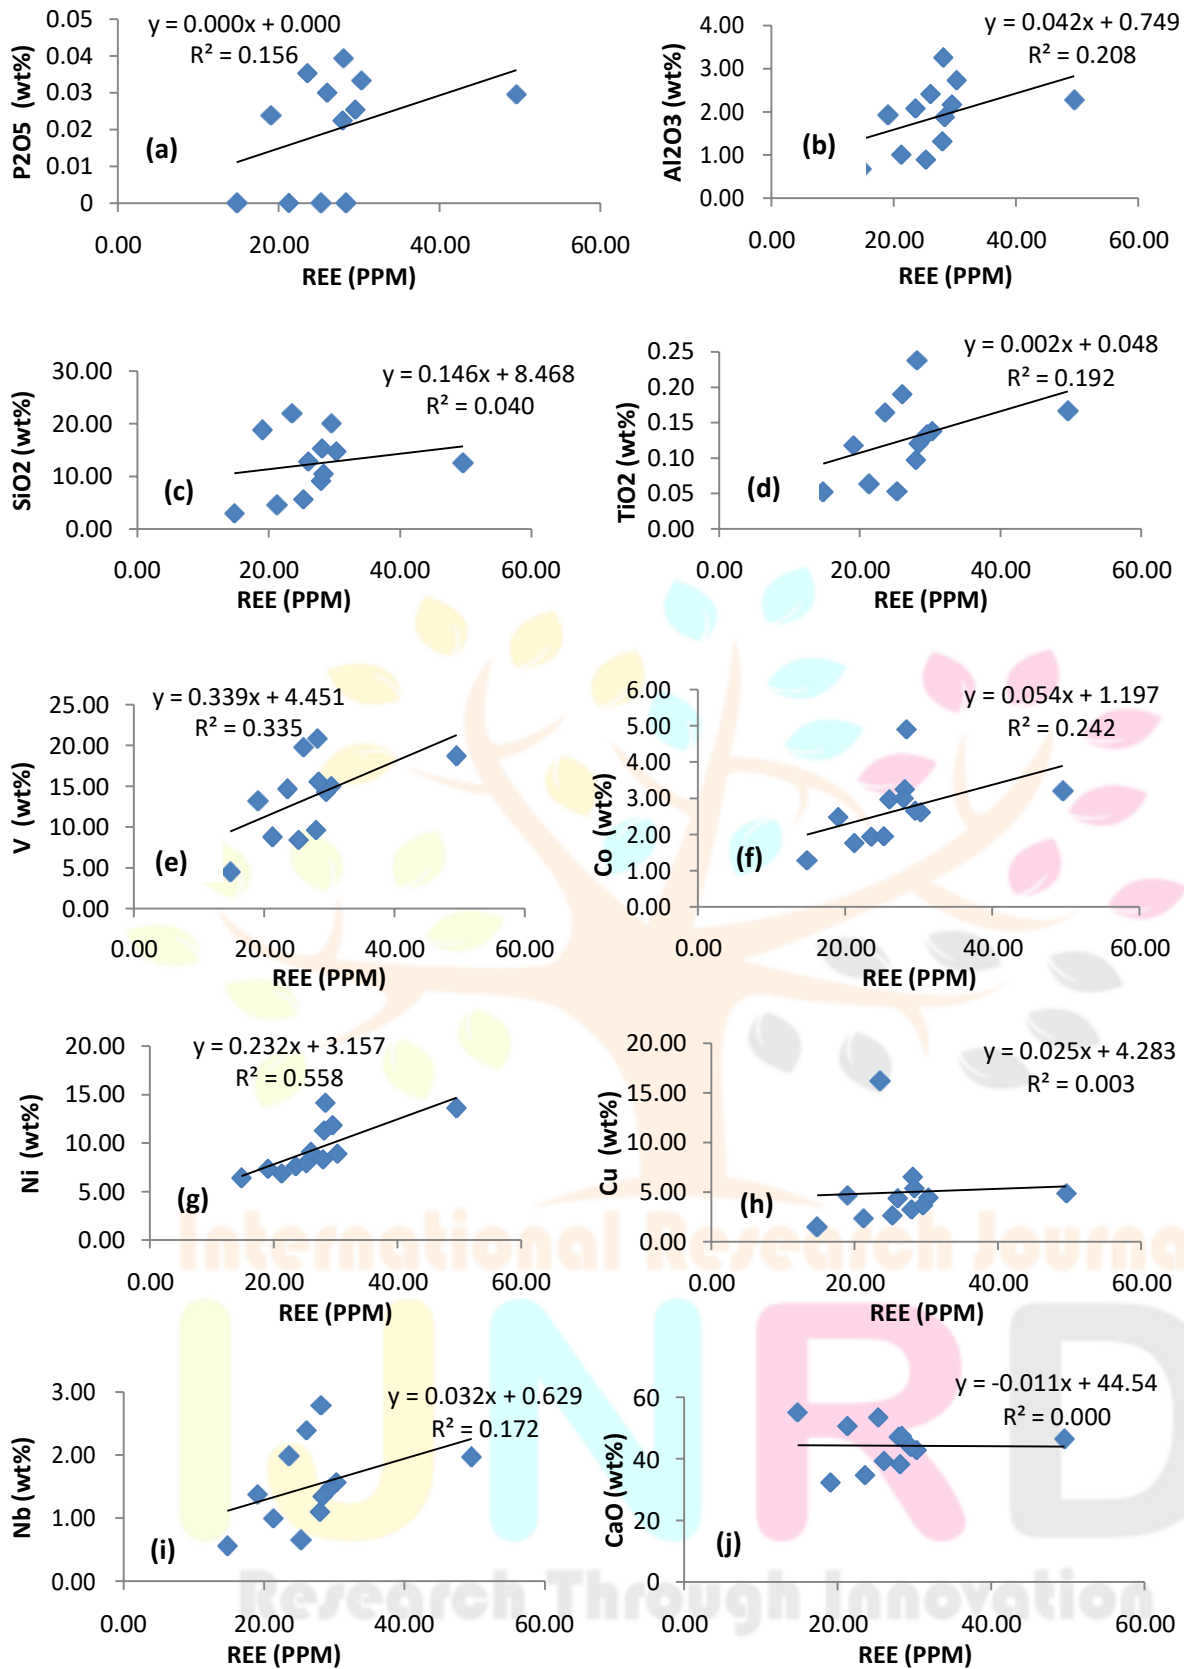 y = 0.000x + 0.000
R² = 0.156
P2O5 (wt%)
0.05
0.04
0.03
0.02
0.01
0
(a)
0.00 20.00 40.00 60.00
REE (PPM)
y = 0.042x + 0.749
R² = 0.208
Al2O3 (wt%)
4.00
3.00
2.00
1.00
0.00
(b)
0.00 20.00 40.00 60.00
REE (PPM)
y = 0.146x + 8.468
R² = 0.040
SiO2 (wt%)
30.00
20.00
10.00
0.00
(c)
0.00 20.00 40.00 60.00
REE (PPM)
y = 0.002x + 0.048
R² = 0.192
TiO2 (wt%)
0.25
0.20
0.15
0.10
0.05
0.00
(d)
0.00 20.00 40.00 60.00
REE (PPM)
y = 0.339x + 4.451
R² = 0.335
V (wt%)
25.00
20.00
15.00
10.00
5.00
0.00
(e)
0.00 20.00 40.00 60.00
REE (PPM)
y = 0.054x + 1.197
R² = 0.242
Co (wt%)
6.00
5.00
4.00
3.00
2.00
1.00
0.00
(f)
0.00 20.00 40.00 60.00
REE (PPM)
y = 0.232x + 3.157
R² = 0.558
Ni (wt%)
20.00
15.00
10.00
5.00
0.00
(g)
0.00 20.00 40.00 60.00
REE (PPM)
y = 0.025x + 4.283
R² = 0.003
Cu (wt%)
20.00
15.00
10.00
5.00
0.00
(h)
0.00 20.00 40.00 60.00
REE (PPM)
International Research Journa
IJNRD
y = 0.032x + 0.629
R² = 0.172
Nb (wt%)
3.00
2.00
1.00
0.00
(i)
0.00 20.00 40.00 60.00
REE (PPM)
y = -0.011x + 44.54
R² = 0.000
CaO (wt%)
60
40
20
0
(j)
0.00 20.00 40.00 60.00
REE (PPM)
Research Through Innovation